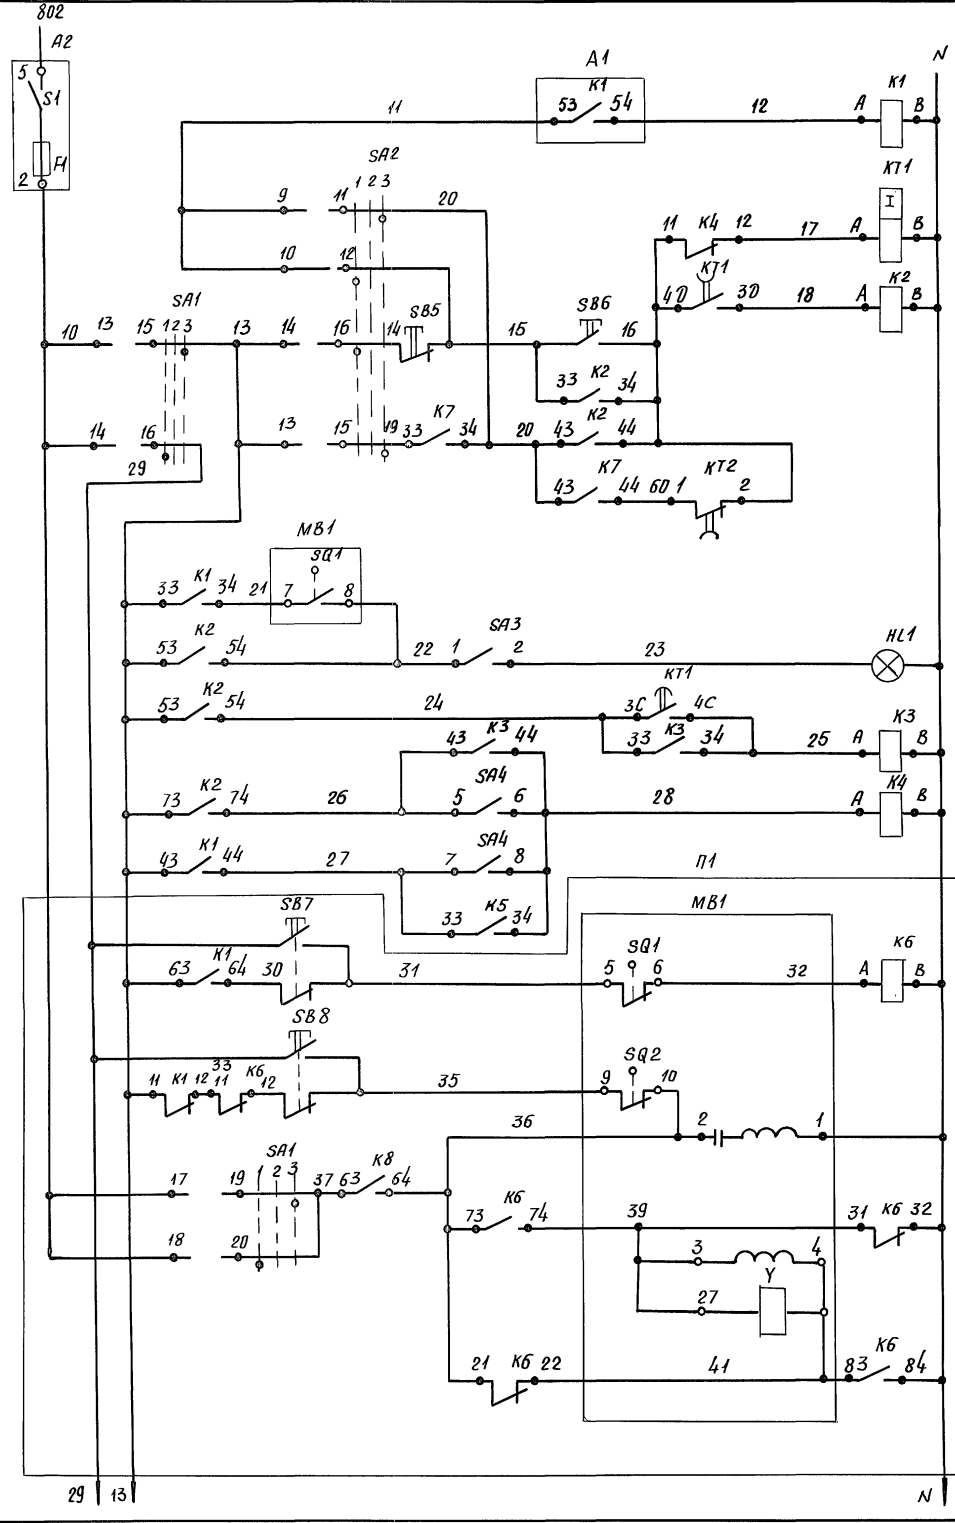 802
A2
5
S1
F1
2
A1
K1
53 54
11
12
A K1 B
N
SA2
1 2 3
9 11 20
KT1
I
11 K4 12 17 A B
10 12
KT1
4D 3D 18 A K2 B
SA1
10 13 15 1 2 3 13 14 16 14 SB5 15 SB6 16
33 K2 34
14 16 13 15 19 33 K7 34 20 43 K2 44
29
43 K7 44 60 1 KT2 2
MB1
SQ1
33 K1 34 21 7 8
53 K2 54 22 1 SA3 2 23 HL1
53 K2 54 24 3C KT1 4C
33 K3 34 25 A K3 B
43 K3 44
73 K2 74 26 5 SA4 6 28 A K4 B
43 K1 44 27 7 SA4 8
П1
33 K5 34
MB1
SB7
63 K1 64 30 31 5 SQ1 6 32 A K6 B
SB8
11 K1 12 33 11 K6 12 35 9 SQ2 10
36 2 1
SA1
17 19 1 2 3 37 63 K8 64
73 K6 74 39 31 K6 32
18 20
3 4
Y
27
21 K6 22 41 83 K6 84
29 13 N